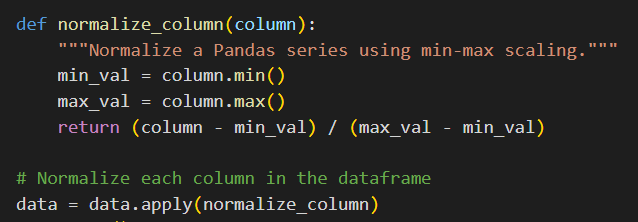 def normalize_column(column):
    """Normalize a Pandas series using min-max scaling."""
    min_val = column.min()
    max_val = column.max()
    return (column - min_val) / (max_val - min_val)

# Normalize each column in the dataframe
data = data.apply(normalize_column)